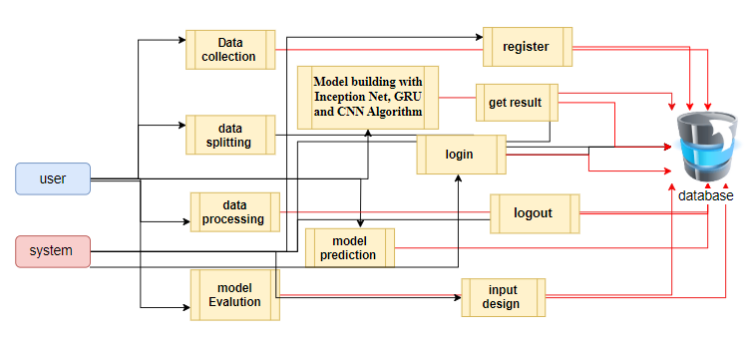 Data
collection
register
Model building with
Inception Net, GRU
and CNN Algorithm
get result
data
splitting
login
user
database
data
processing
logout
system
model
prediction
model
Evalution
input
design